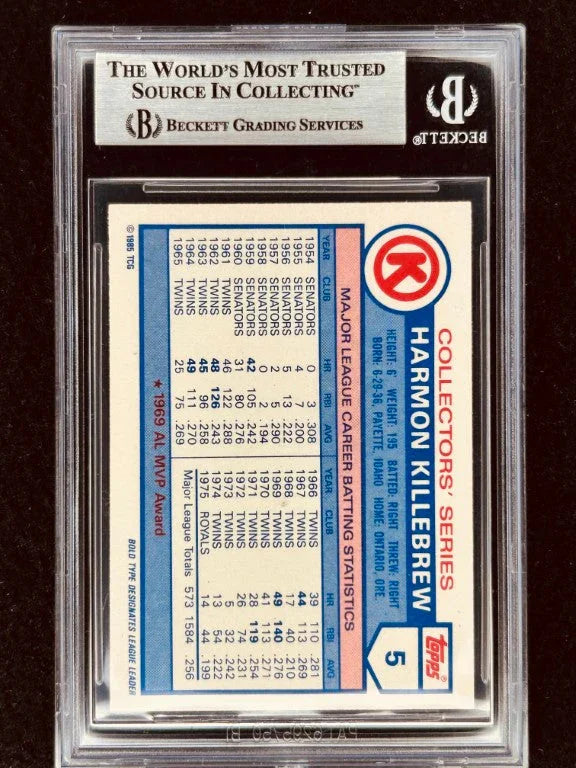 THE WORLD'S MOST TRUSTED
SOURCE IN COLLECTING™
B BECKETT GRADING SERVICES
B
BECKETT®
K
COLLECTORS' SERIES
HARMON KILLEBREW
topps®
5
HEIGHT: 6' WEIGHT: 195 BATTED: RIGHT THREW: RIGHT
BORN: 6-29-36, PAYETTE, IDAHO HOME: ONTARIO, ORE
MAJOR LEAGUE CAREER BATTING STATISTICS
YEAR CLUB HR RBI AVG
1954 SENATORS 0 3 .308
1955 SENATORS 4 7 .200
1956 SENATORS 5 13 .222
1957 SENATORS 2 5 .290
1958 SENATORS 0 2 .194
1959 SENATORS 42 105 .242
1960 SENATORS 31 80 .276
1961 TWINS 46 122 .288
1962 TWINS 48 126 .243
1963 TWINS 45 96 .258
1964 TWINS 49 111 .270
1965 TWINS 25 75 .269
YEAR CLUB HR RBI AVG
1966 TWINS 39 110 .281
1967 TWINS 44 113 .269
1968 TWINS 17 40 .210
1969 TWINS 49 140 .276
1970 TWINS 41 113 .271
1971 TWINS 28 119 .254
1972 TWINS 26 74 .231
1973 TWINS 5 32 .242
1974 TWINS 13 54 .222
1975 ROYALS 14 44 .199
Major League Totals 573 1584 .256
★ 1969 AL MVP Award
© 1985 TCG
BOLD TYPE DESIGNATES LEAGUE LEADER